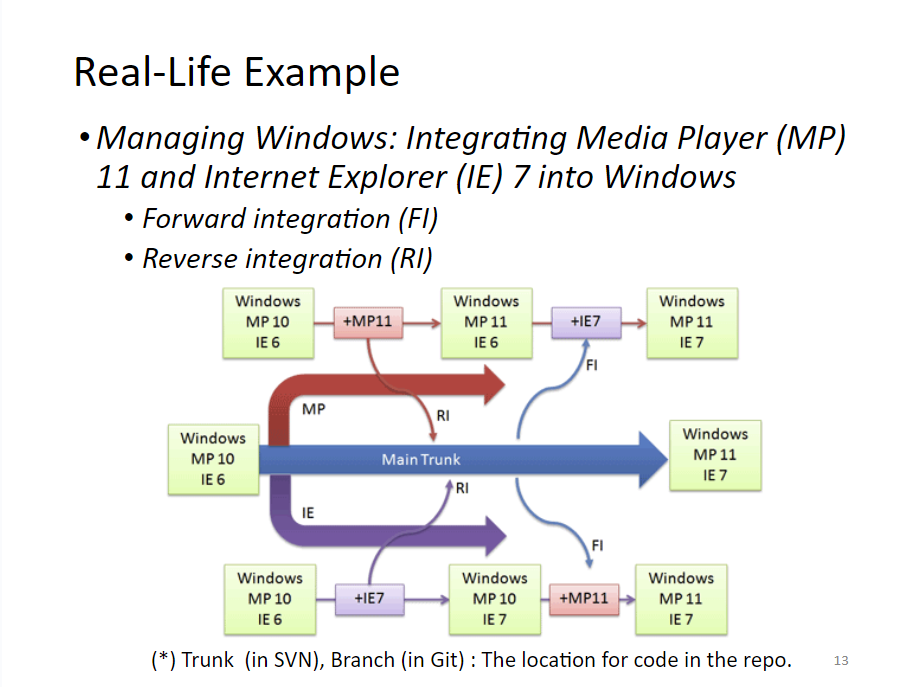 Real-Life Example
• Managing Windows: Integrating Media Player (MP)
11 and Internet Explorer (IE) 7 into Windows
• Forward integration (FI)
• Reverse integration (RI)
Windows
MP 10
IE 6
+MP11
Windows
MP 11
IE 6
+IE7
Windows
MP 11
IE 7
FI
MP
RI
Windows
MP 10
IE 6
Main Trunk
Windows
MP 11
IE 7
RI
IE
FI
Windows
MP 10
IE 6
+IE7
Windows
MP 10
IE 7
+MP11
Windows
MP 11
IE 7
(*) Trunk (in SVN), Branch (in Git) : The location for code in the repo.
13